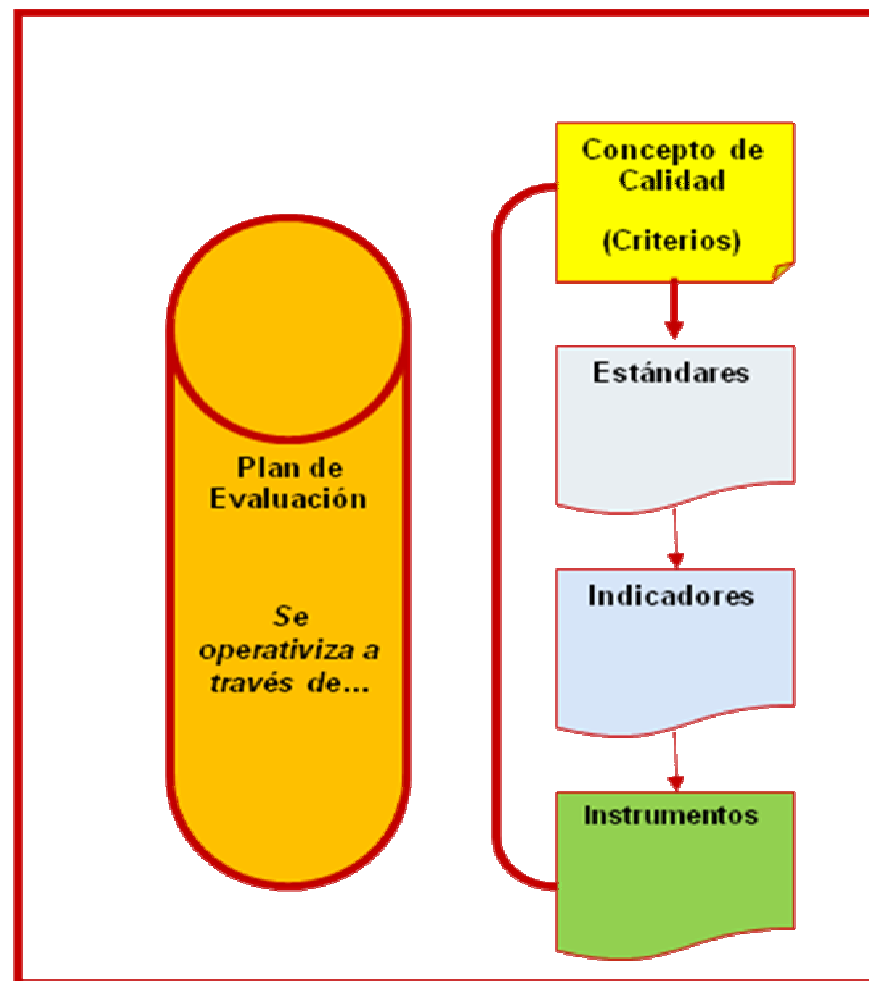 Concepto de
Calidad
(Criterios)
Estándares
Plan de
Evaluación
Indicadores
Se
operativiza a
través de...
Instrumentos